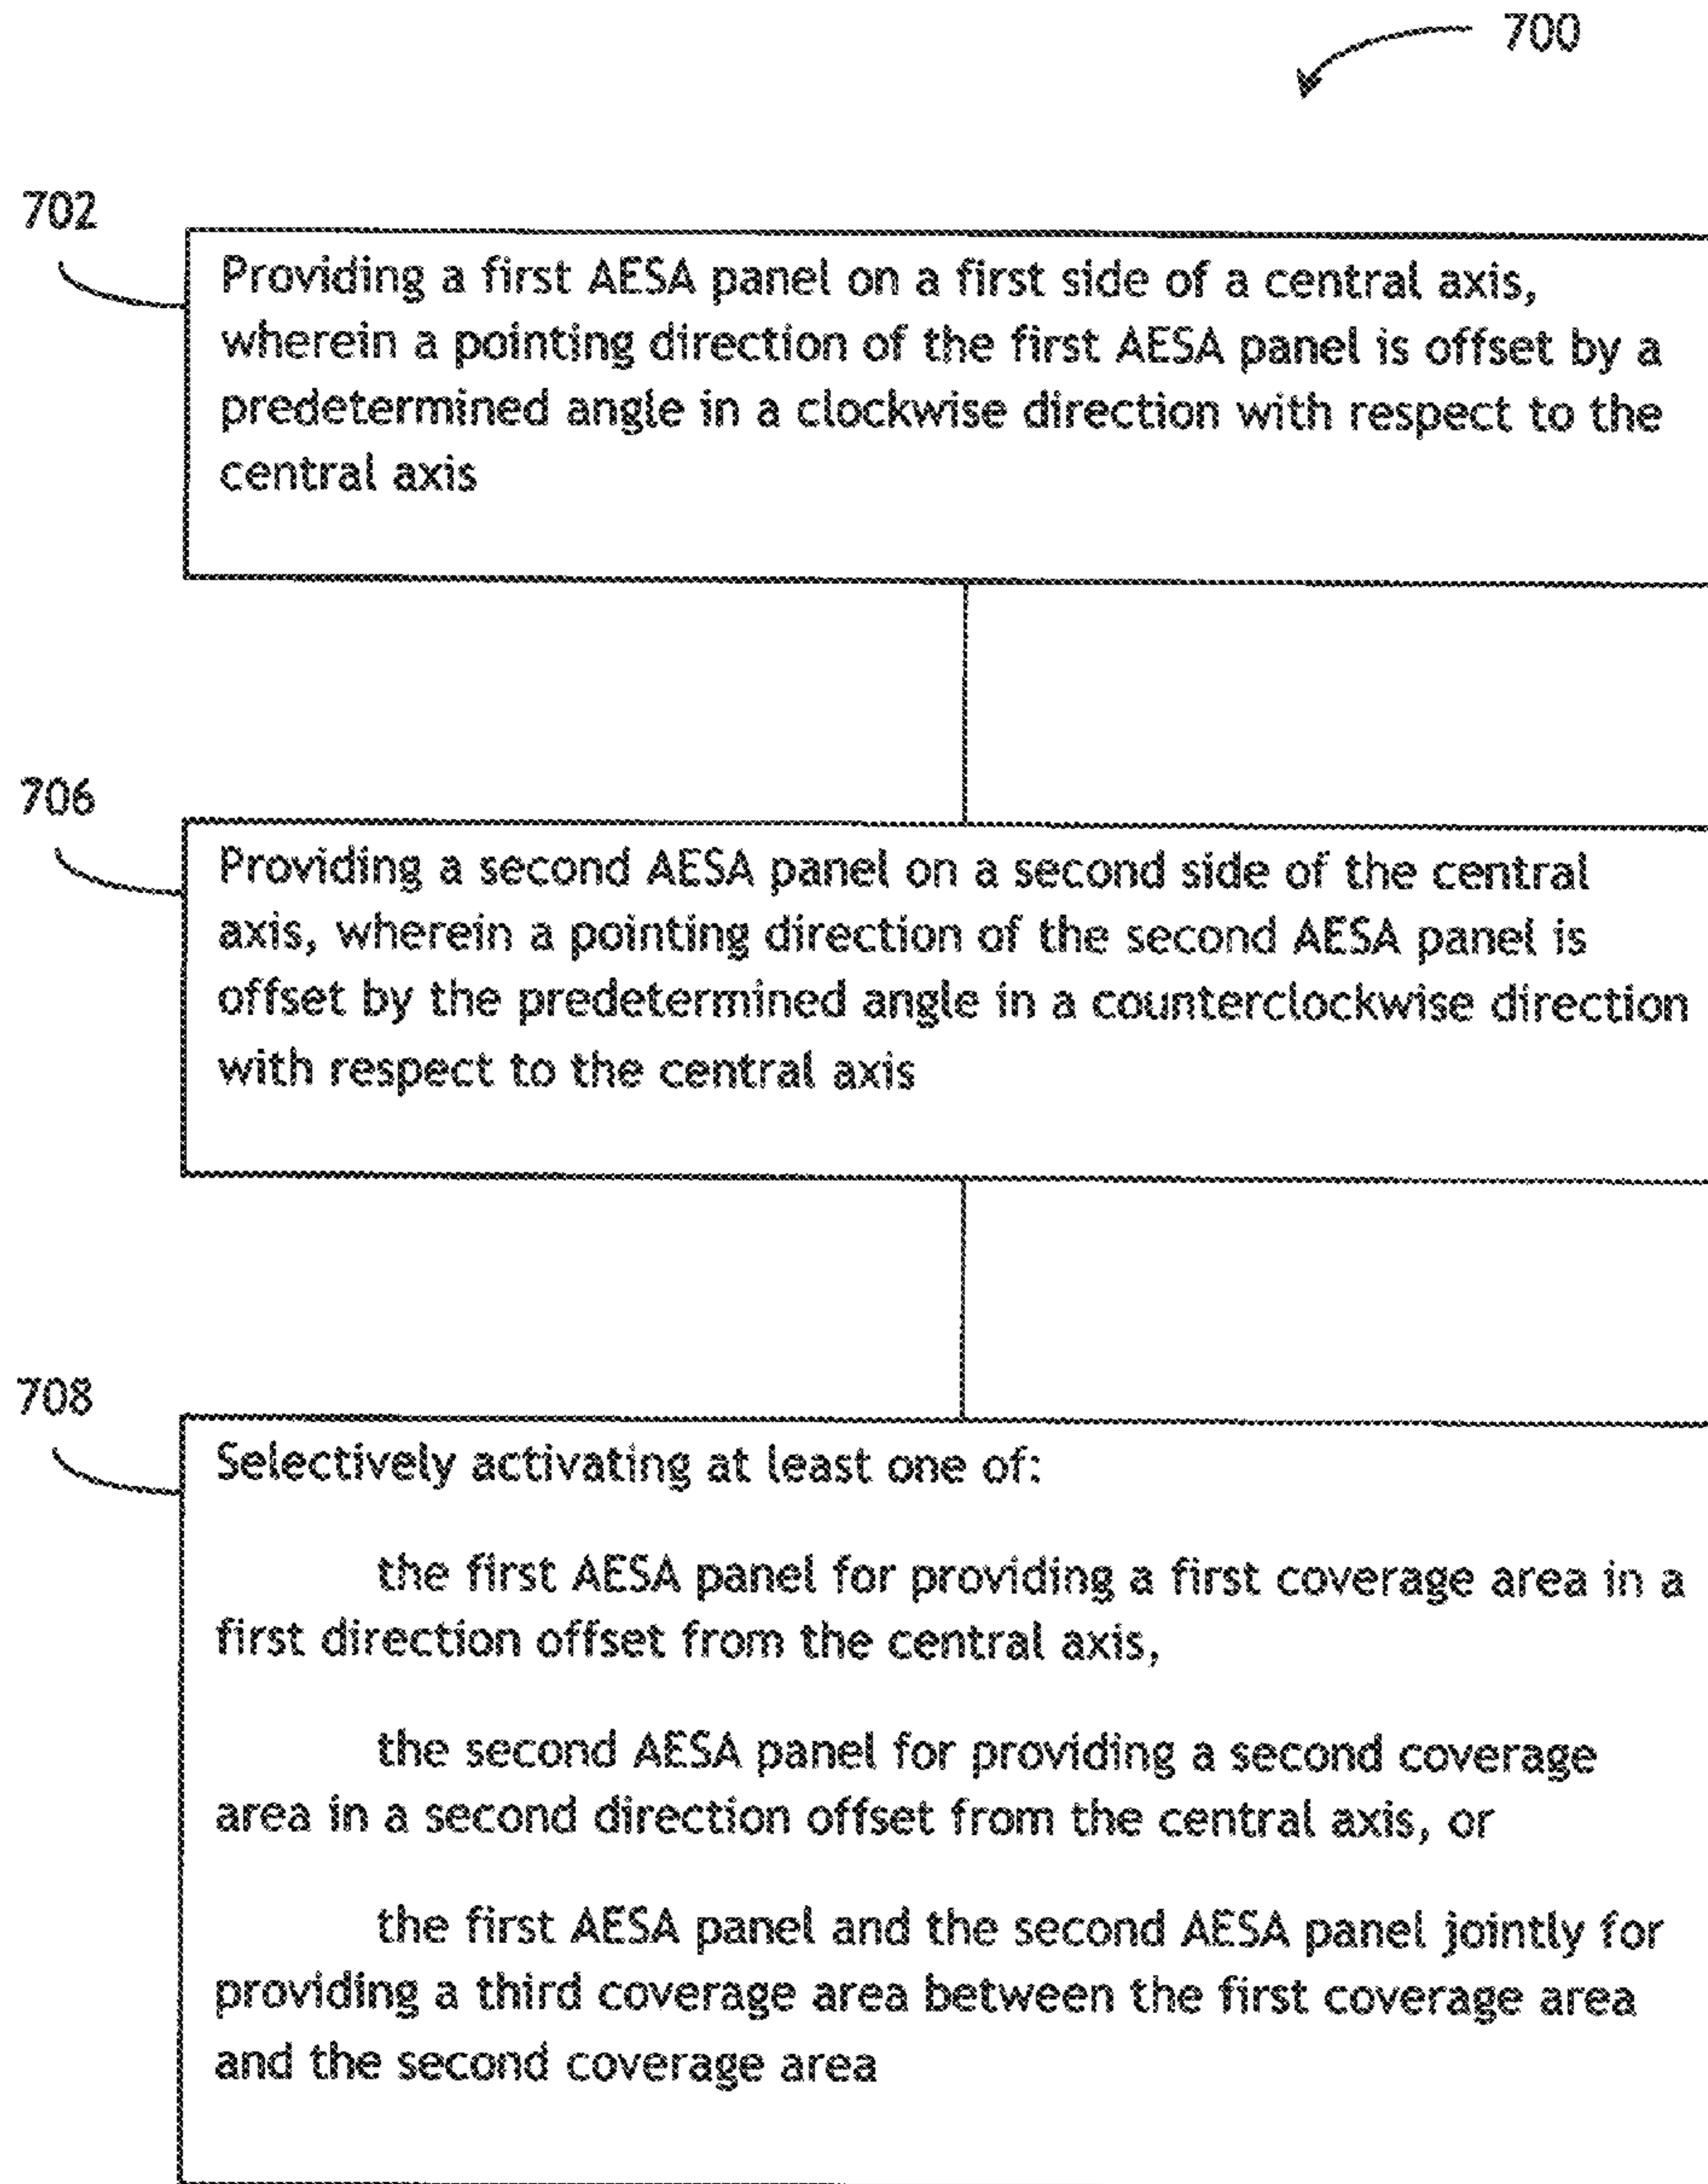 700
702
Providing a first AESA panel on a first side of a central axis,
wherein a pointing direction of the first AESA panel is offset by a
predetermined angle in a clockwise direction with respect to the
central axis
706
Providing a second AESA panel on a second side of the central
axis, wherein a pointing direction of the second AESA panel is
offset by the predetermined angle in a counterclockwise direction
with respect to the central axis
708
Selectively activating at least one of:
the first AESA panel for providing a first coverage area in a
first direction offset from the central axis,
the second AESA panel for providing a second coverage
area in a second direction offset from the central axis, or
the first AESA panel and the second AESA panel jointly for
providing a third coverage area between the first coverage area
and the second coverage area